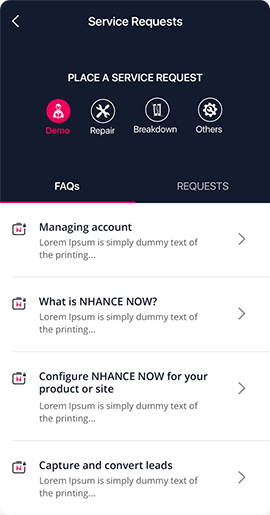 Service Requests
PLACE A SERVICE REQUEST
Demo
Repair
Breakdown
Others
FAQs
REQUESTS
Managing account
Lorem Ipsum is simply dummy text of
the printing...
What is NHANCE NOW?
Lorem Ipsum is simply dummy text of
the printing...
Configure NHANCE NOW for your
product or site
Lorem Ipsum is simply dummy text of
the printing...
Capture and convert leads
Lorem Ipsum is simply dummy text of
the printing...